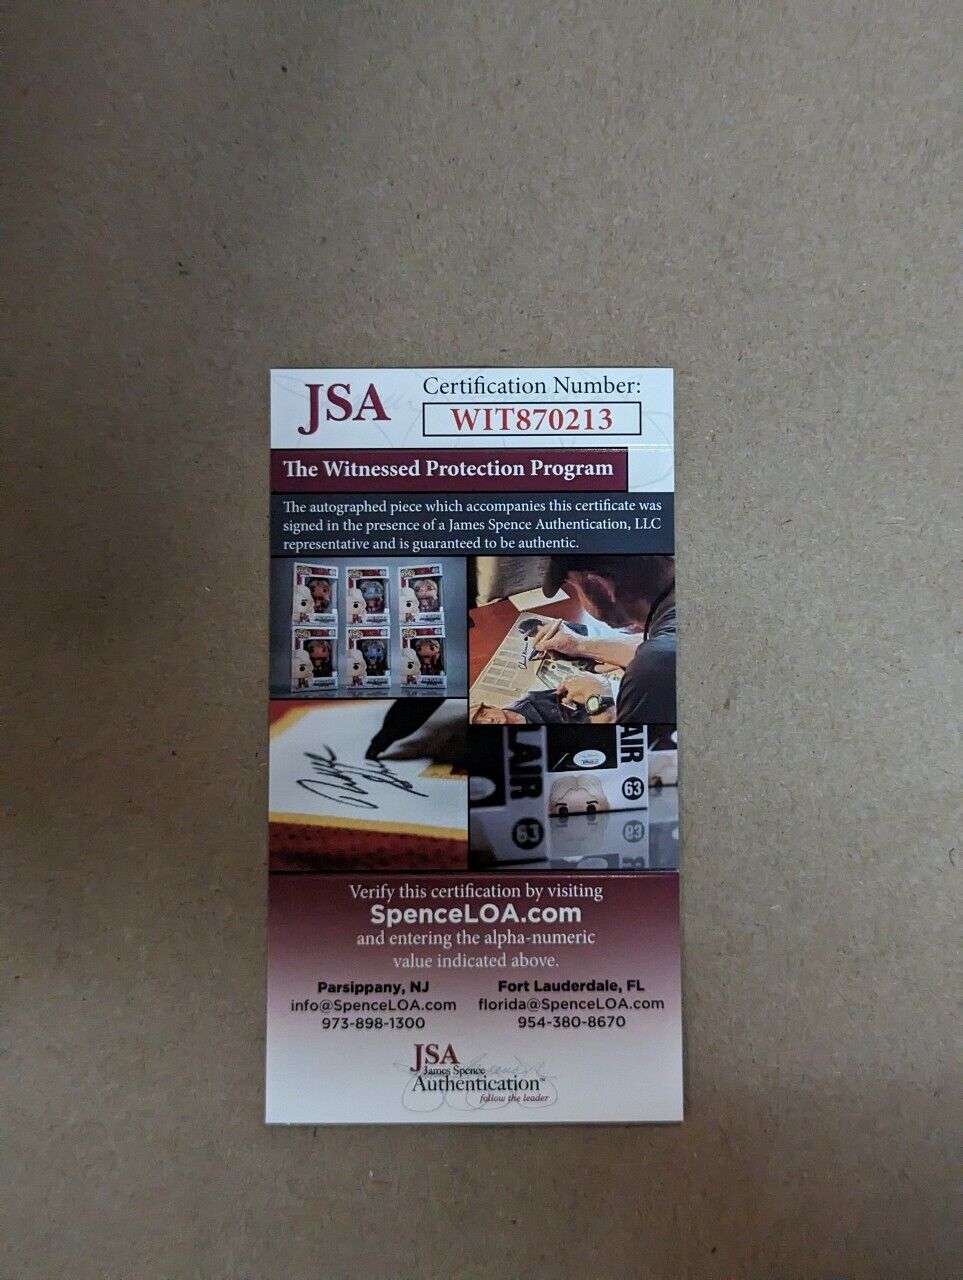 JSA
Certification Number:
WIT870213
The Witnessed Protection Program
The autographed piece which accompanies this certificate was
signed in the presence of a James Spence Authentication, LLC
representative and is guaranteed to be authentic.
LAIR
AIR
63
63
63
Verify this certification by visiting
SpenceLOA.com
and entering the alpha-numeric
value indicated above.
Parsippany, NJ
info@SpenceLOA.com
973-898-1300
Fort Lauderdale, FL
florida@SpenceLOA.com
954-380-8670
JSA
James Spence
Authentication™
follow the leader